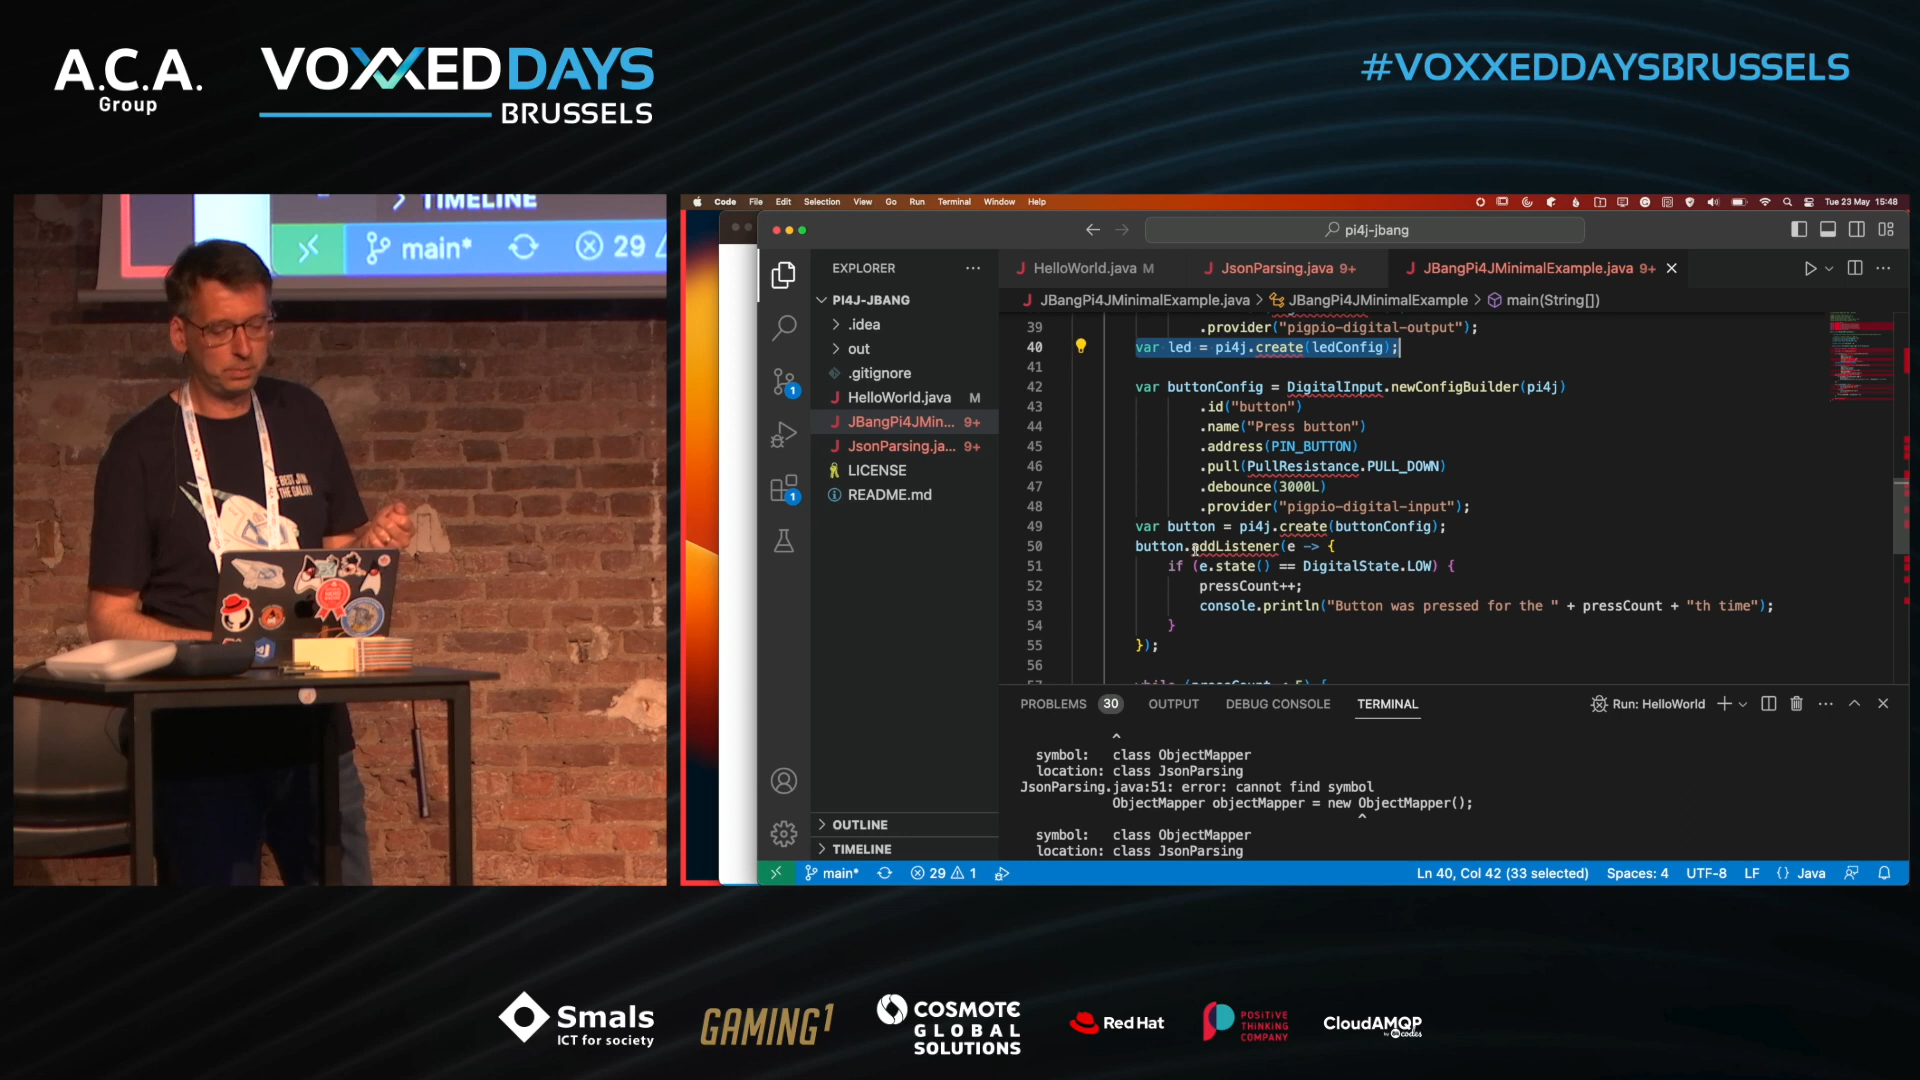 A.C.A.
Group
VOXXEDDAYS
BRUSSELS
#VOXXEDDAYSBRUSSELS
TIMELINE
main*
29
Code File Edit Selection View Go Run Terminal Window Help
Tue 23 May 15:48
pi4j-jbang
EXPLORER
HelloWorld.java M
JsonParsing.java 9+
JBangPi4JMinimalExample.java 9+
JBangPi4JMinimalExample.java > JBangPi4JMinimalExample > main(String[])
PI4J-JBANG
.idea
out
.gitignore
HelloWorld.java M
JBangPi4JMin... 9+
JsonParsing.ja... 9+
LICENSE
README.md
1
1
39 .provider("pigpio-digital-output");
40 var led = pi4j.create(ledConfig);
41
42 var buttonConfig = DigitalInput.newConfigBuilder(pi4j)
43 .id("button")
44 .name("Press button")
45 .address(PIN_BUTTON)
46 .pull(PullResistance.PULL_DOWN)
47 .debounce(3000L)
48 .provider("pigpio-digital-input");
49 var button = pi4j.create(buttonConfig);
50 button.addListener(e -> {
51 if (e.state() == DigitalState.LOW) {
52 pressCount++;
53 console.println("Button was pressed for the " + pressCount + "th time");
54 }
55 });
56
OUTLINE
TIMELINE
PROBLEMS 30 OUTPUT DEBUG CONSOLE TERMINAL
Run: HelloWorld
^
symbol: class ObjectMapper
location: class JsonParsing
JsonParsing.java:51: error: cannot find symbol
ObjectMapper objectMapper = new ObjectMapper();
^
symbol: class ObjectMapper
location: class JsonParsing
main* 29 1
Ln 40, Col 42 (33 selected) Spaces: 4 UTF-8 LF {} Java
Smals
ICT for society
GAMING1
COSMOTE
GLOBAL
SOLUTIONS
Red Hat
POSITIVE
THINKING
COMPANY
CloudAMQP